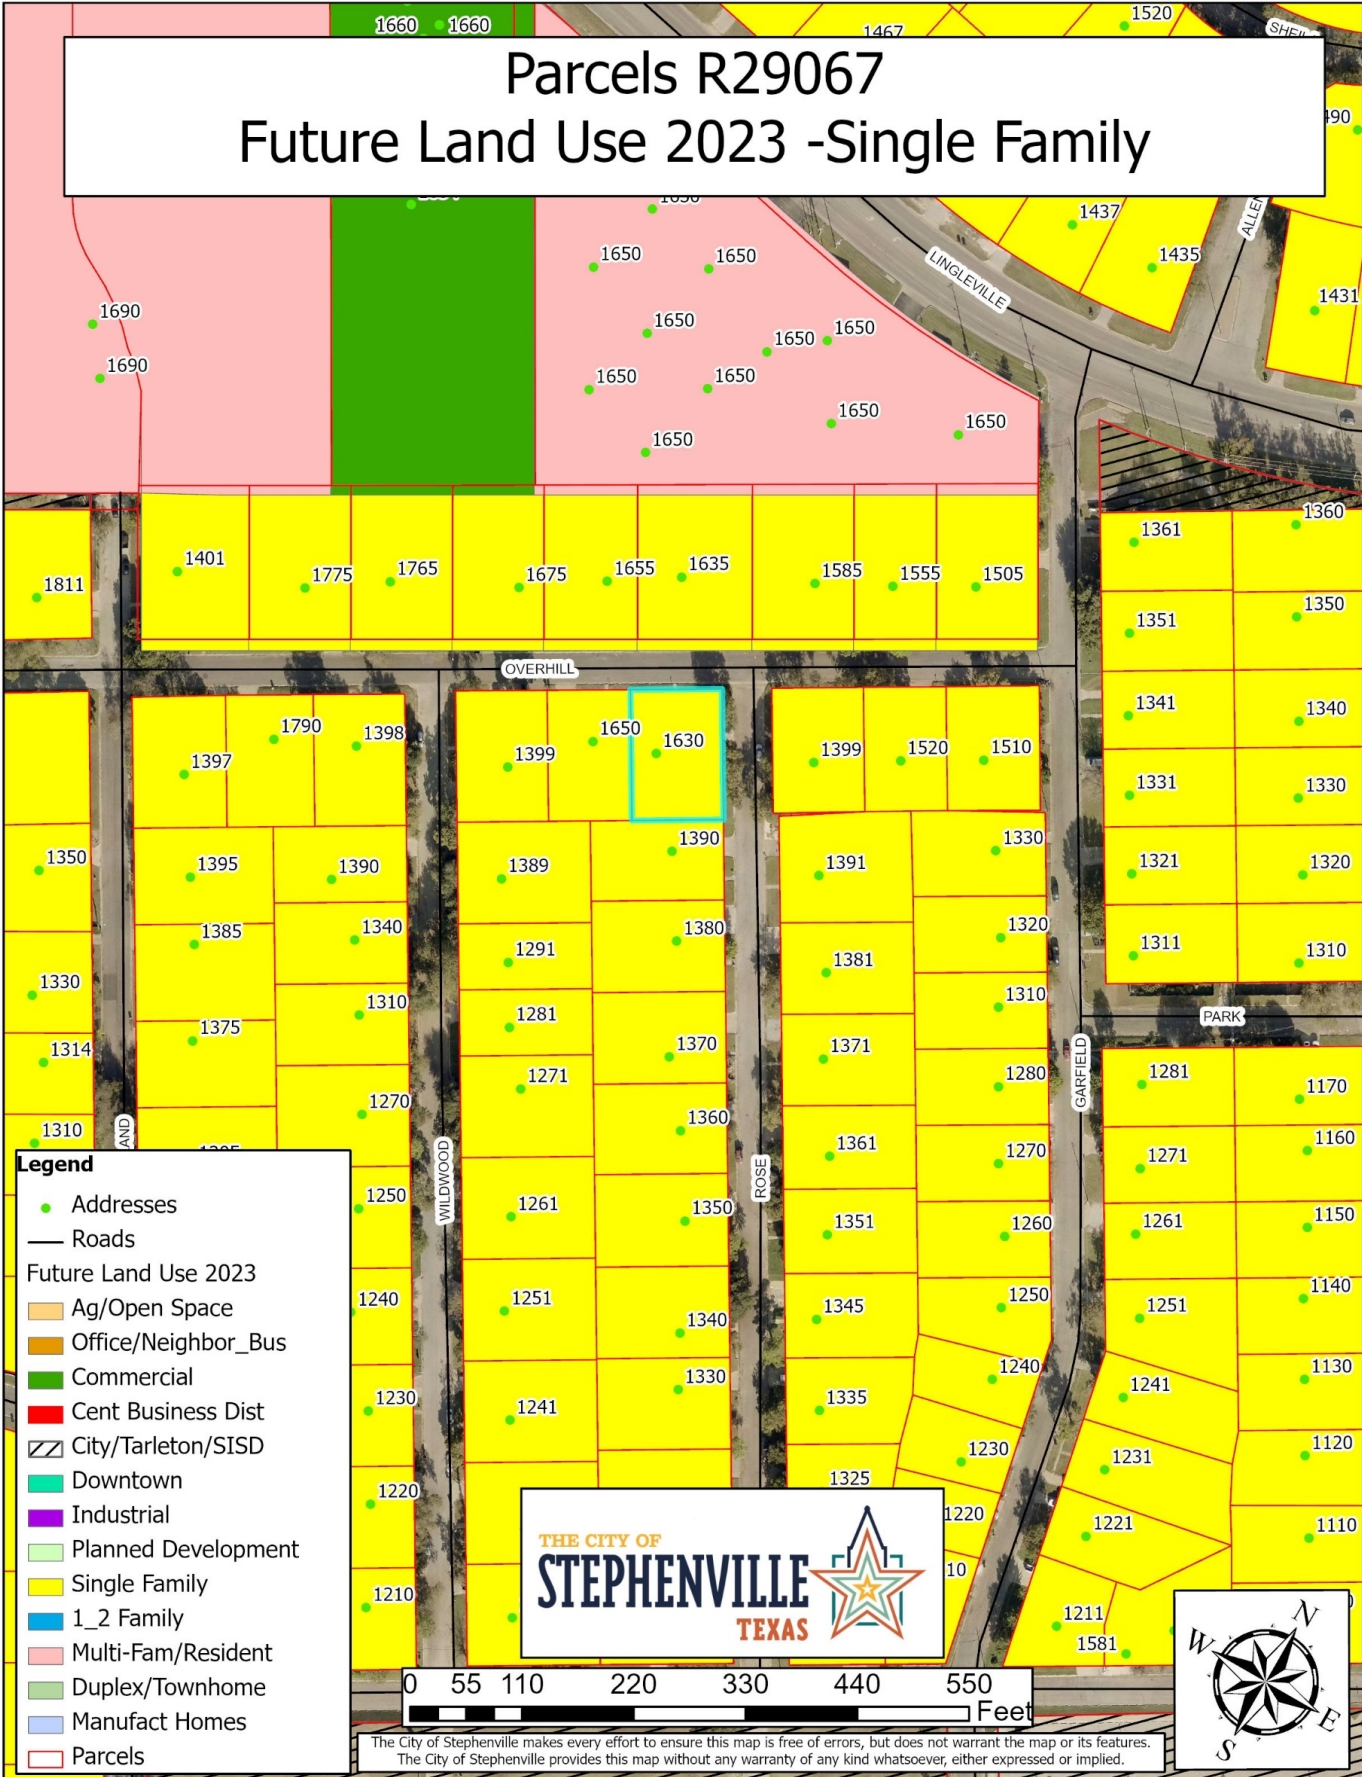 1660 1660
1467
1520
Parcels R29067
Future Land Use 2023 -Single Family
1437
1435
1431
LINGLEVILLE
1650 1650
1650 1650 1650
1650 1650
1650 1650
1650
1690
1690
1361 1360
1401 1775 1765 1675 1655 1635 1585 1555 1505
1811
1351 1350
OVERHILL
1397 1790 1398 1399 1650 1630 1399 1520 1510
1341 1340
1331 1330
1350 1395 1390 1389 1390 1391 1330
1321 1320
1385 1340 1291 1380 1381 1320
1311 1310
1330 1375 1310 1281 1370 1371 1310
PARK
1314 1270 1271 1360 1361 1280
GARFIELD
1281 1170
1310
1271 1160
WILDWOOD
ROSE
1250 1261 1350 1351 1270
1260
1261 1150
1240 1251 1340 1345 1250
1251 1140
1230 1241 1330 1335 1240
1241 1130
1220 1325 1230
1231 1120
1220
1221 1110
1210
1211
1581
Legend
Addresses
Roads
Future Land Use 2023
Ag/Open Space
Office/Neighbor_Bus
Commercial
Cent Business Dist
City/Tarleton/SISD
Downtown
Industrial
Planned Development
Single Family
1_2 Family
Multi-Fam/Resident
Duplex/Townhome
Manufact Homes
Parcels
THE CITY OF
STEPHENVILLE
TEXAS
0 55 110 220 330 440 550
Feet
N
W
E
S
The City of Stephenville makes every effort to ensure this map is free of errors, but does not warrant the map or its features.
The City of Stephenville provides this map without any warranty of any kind whatsoever, either expressed or implied.